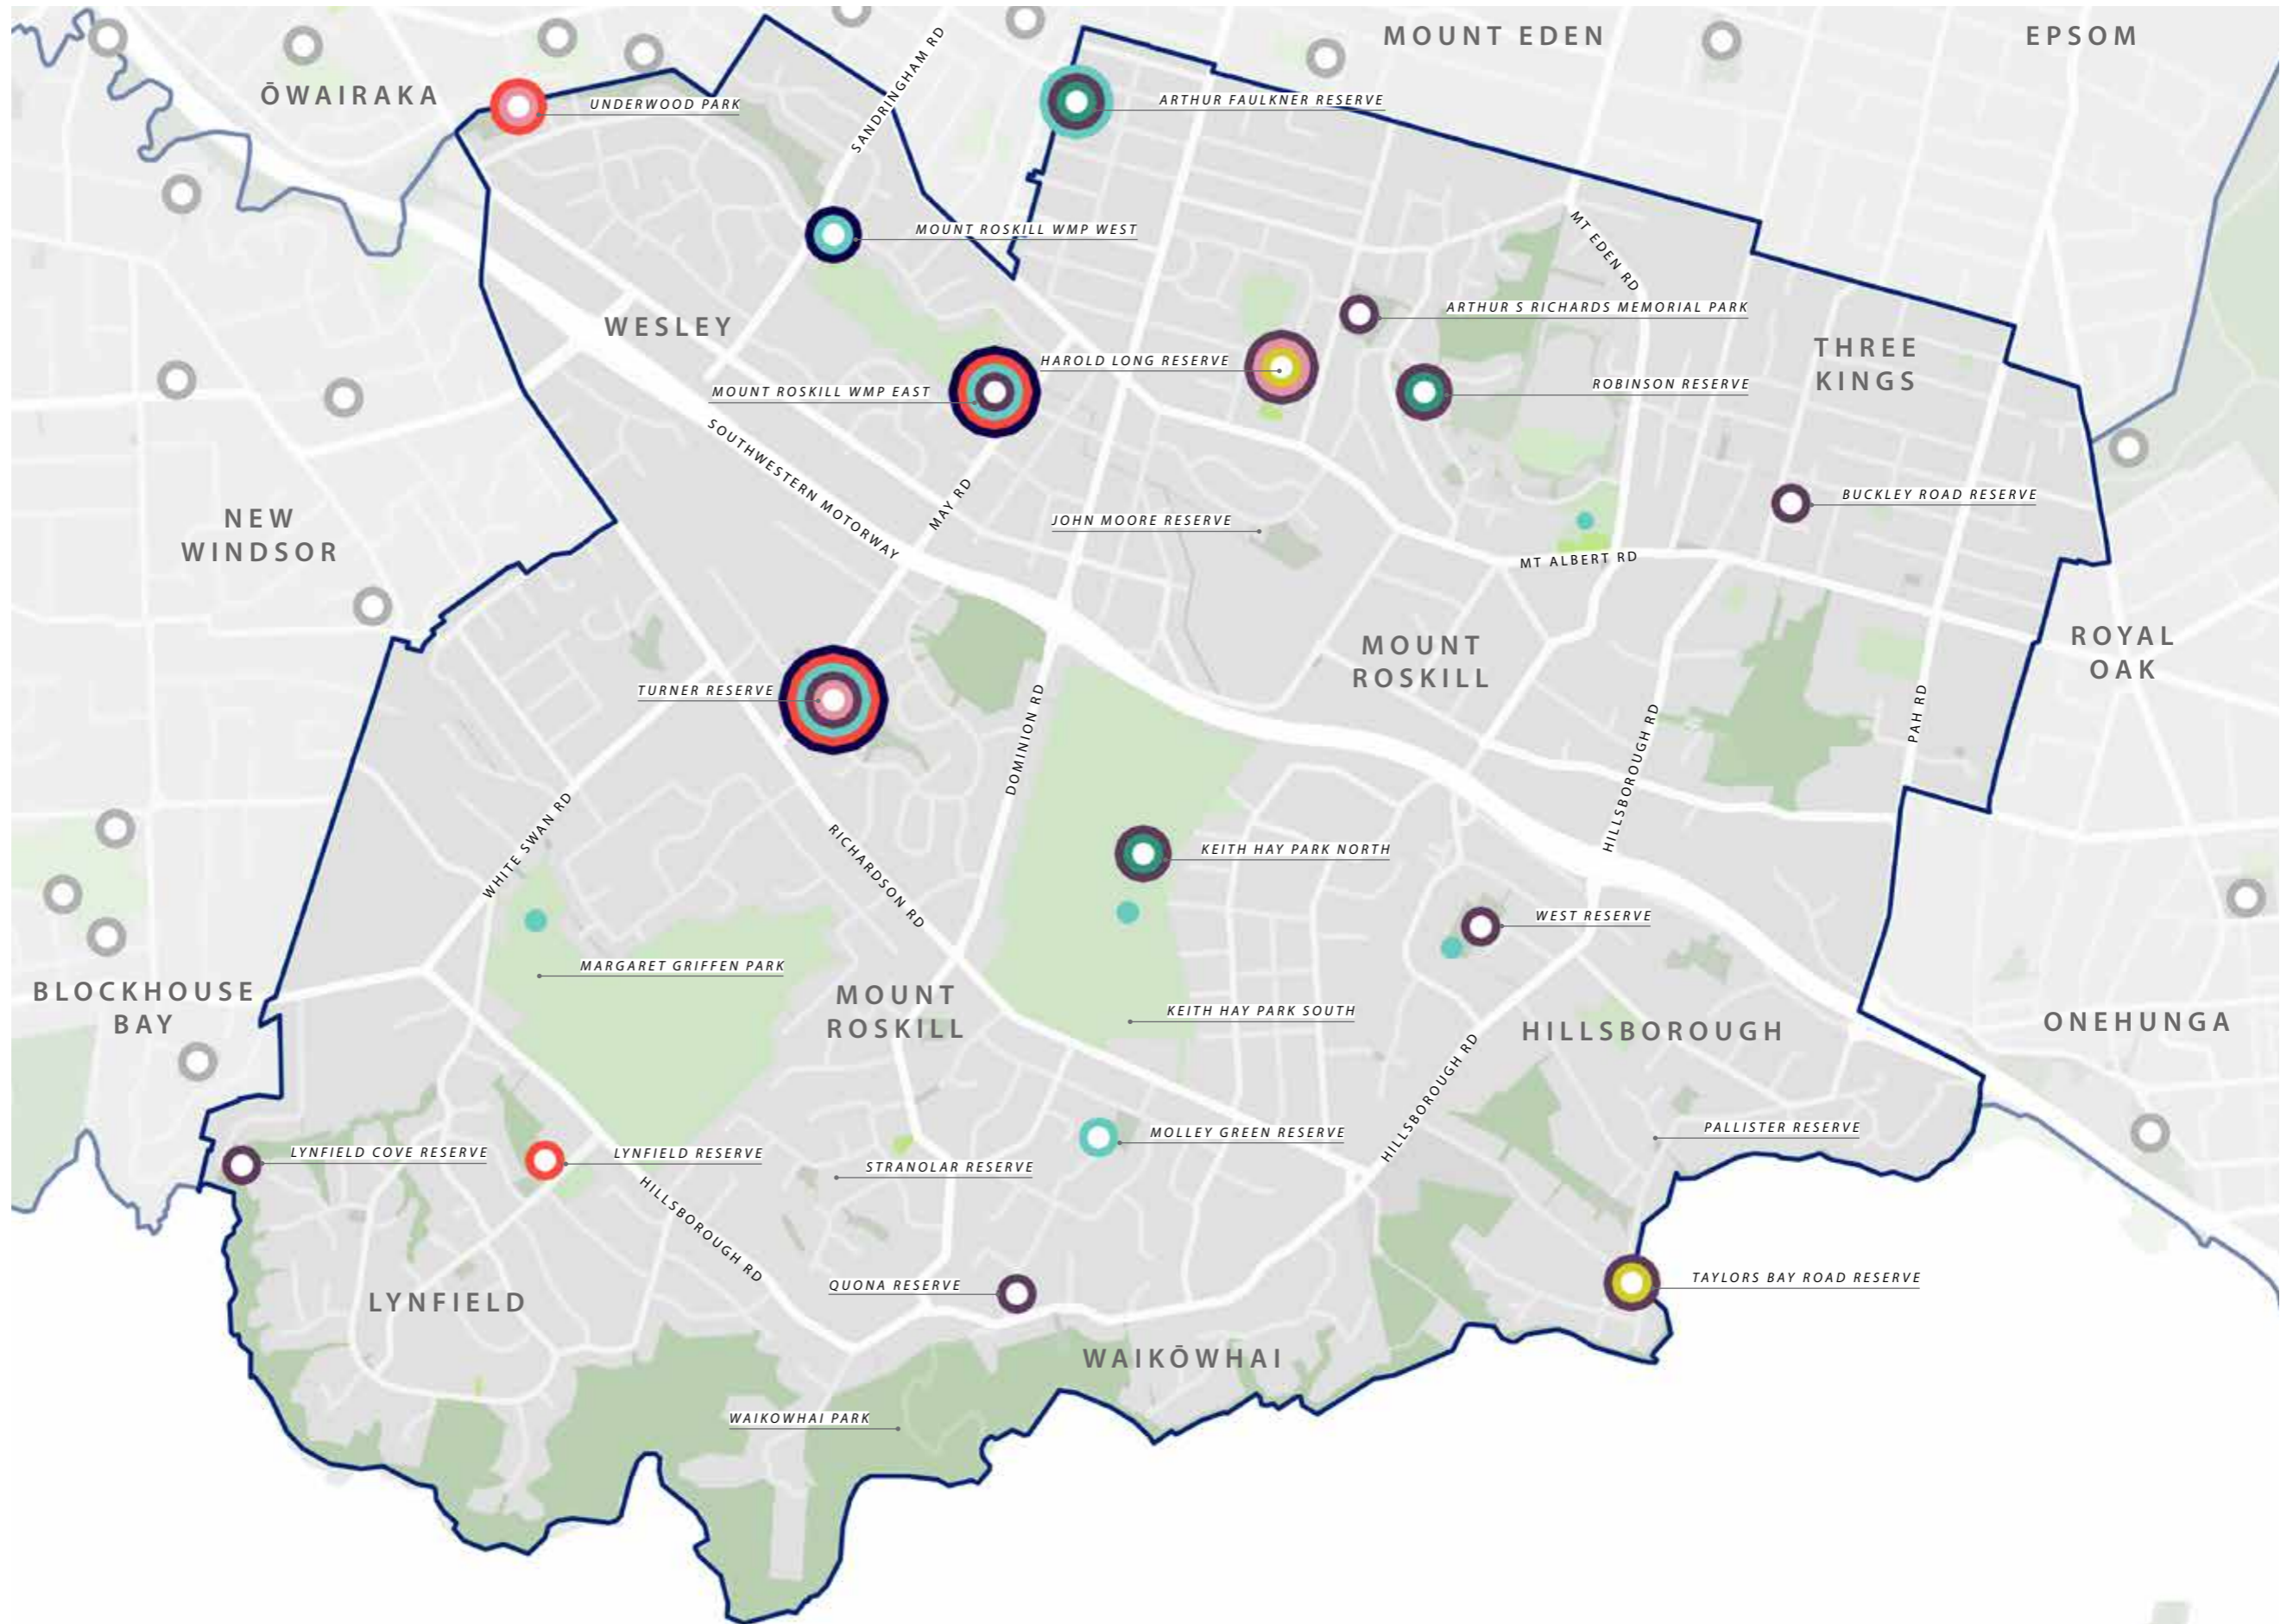 MOUNT EDEN
EPSOM
ŌWAIRAKA
UNDERWOOD PARK
SANDRINGHAM RD
ARTHUR FAULKNER RESERVE
MOUNT ROSKILL WMP WEST
MT EDEN RD
ARTHUR S RICHARDS MEMORIAL PARK
WESLEY
THREE
KINGS
HAROLD LONG RESERVE
ROBINSON RESERVE
MOUNT ROSKILL WMP EAST
SOUTHWESTERN MOTORWAY
MAY RD
BUCKLEY ROAD RESERVE
NEW
WINDSOR
JOHN MOORE RESERVE
MT ALBERT RD
MOUNT
ROSKILL
ROYAL
OAK
TURNER RESERVE
DOMINION RD
PAH RD
HILLSBOROUGH RD
WHITE SWAN RD
RICHARDSON RD
KEITH HAY PARK NORTH
WEST RESERVE
MARGARET GRIFFEN PARK
BLOCKHOUSE
BAY
MOUNT
ROSKILL
KEITH HAY PARK SOUTH
HILLSBOROUGH
ONEHUNGA
HILLSBOROUGH RD
PALLISTER RESERVE
MOLLEY GREEN RESERVE
LYNFIELD COVE RESERVE
LYNFIELD RESERVE
STRANOLAR RESERVE
HILLSBOROUGH RD
QUONA RESERVE
TAYLORS BAY ROAD RESERVE
LYNFIELD
WAIKŌWHAI
WAIKOWHAI PARK